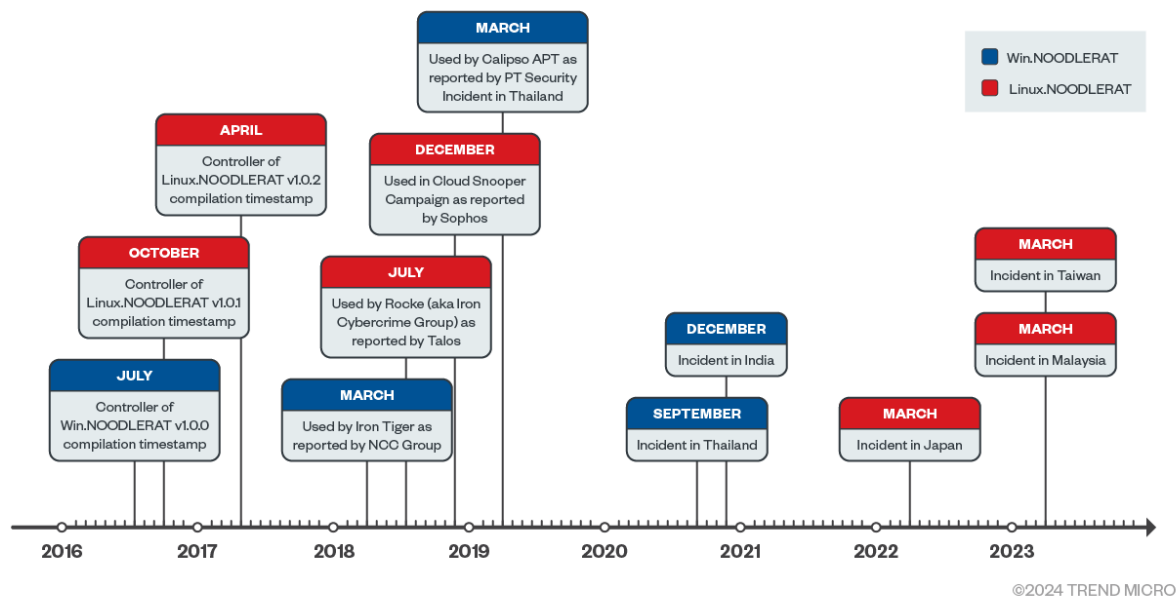 MARCH
Used by Calipso APT as
reported by PT Security
Incident in Thailand
Win.NOODLERAT
Linux.NOODLERAT
APRIL
Controller of
Linux.NOODLERAT v1.0.2
compilation timestamp
DECEMBER
Used in Cloud Snooper
Campaign as reported
by Sophos
OCTOBER
Controller of
Linux.NOODLERAT v1.0.1
compilation timestamp
JULY
Used by Rocke (aka Iron
Cybercrime Group) as
reported by Talos
MARCH
Incident in Taiwan
DECEMBER
Incident in India
MARCH
Incident in Malaysia
JULY
Controller of
Win.NOODLERAT v1.0.0
compilation timestamp
MARCH
Used by Iron Tiger as
reported by NCC Group
SEPTEMBER
Incident in Thailand
MARCH
Incident in Japan
2016
2017
2018
2019
2020
2021
2022
2023
©2024 TREND MICRO